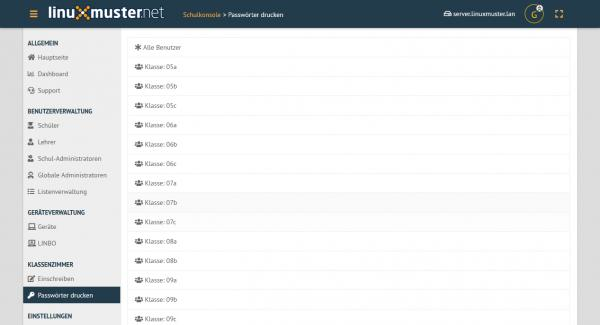 linuxmuster.net
Schulkonsole > Passwörter drucken
server.linuxmuster.lan
G
ALLGEMEIN
Hauptseite
Dashboard
Support
BENUTZERVERWALTUNG
Schüler
Lehrer
Schul-Administratoren
Globale Administratoren
Listenverwaltung
GERÄTEVERWALTUNG
Geräte
LINBO
KLASSENZIMMER
Einschreiben
Passwörter drucken
EINSTELLUNGEN
Alle Benutzer
Klasse: 05a
Klasse: 05b
Klasse: 05c
Klasse: 06a
Klasse: 06b
Klasse: 06c
Klasse: 07a
Klasse: 07b
Klasse: 07c
Klasse: 08a
Klasse: 08b
Klasse: 09a
Klasse: 09b
Klasse: 09c